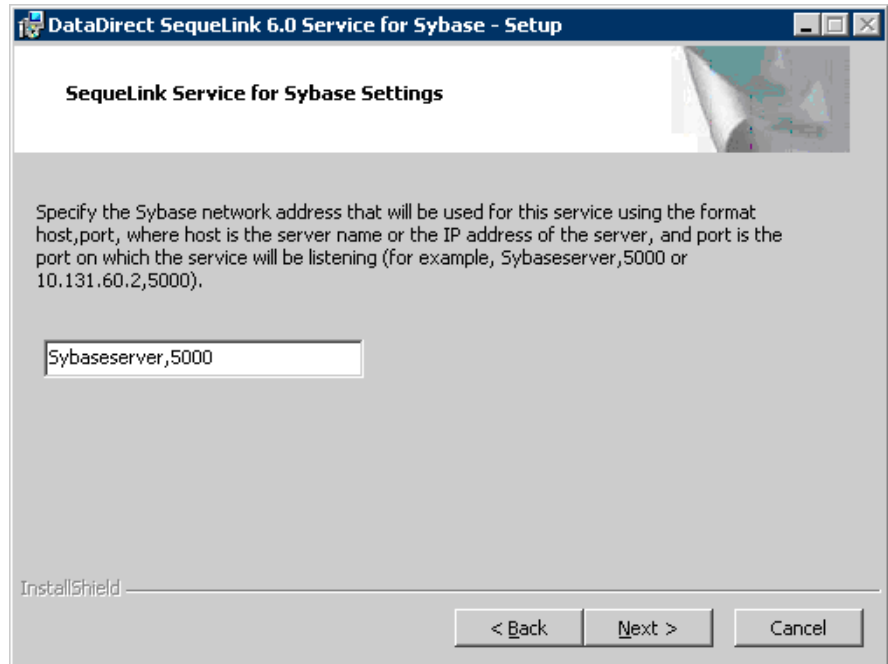 DataDirect SequeLink 6.0 Service for Sybase - Setup
SequeLink Service for Sybase Settings
Specify the Sybase network address that will be used for this service using the format
host,port, where host is the server name or the IP address of the server, and port is the
port on which the service will be listening (for example, Sybaseserver,5000 or
10.131.60.2,5000).
Sybaseserver,5000
InstallShield
< Back
Next >
Cancel